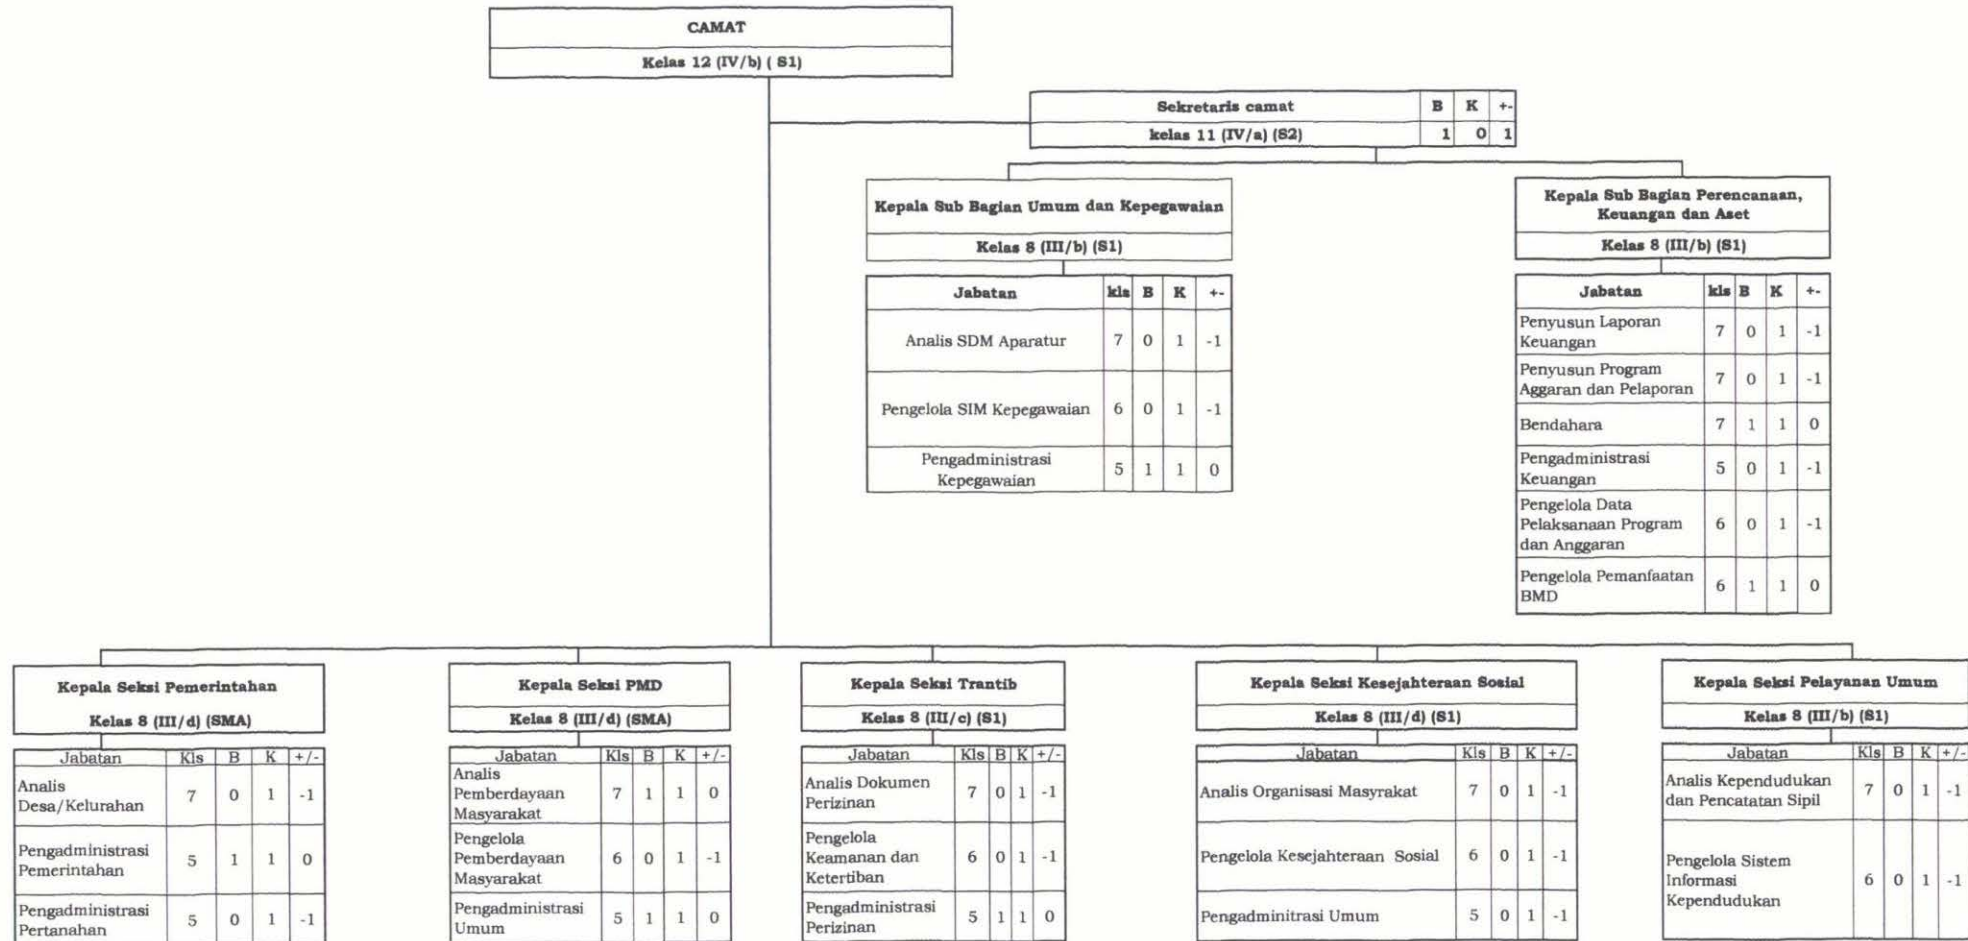 CAMAT
Kelas 12 (IV/b) ( S1)
Sekretaris camat B K +-
kelas 11 (IV/a) (S2) 1 0 1
Kepala Sub Bagian Umum dan Kepegawaian
Kelas 8 (III/b) (S1)
Jabatan kls B K +-
Analis SDM Aparatur 7 0 1 -1
Pengelola SIM Kepegawaian 6 0 1 -1
Pengadministrasi
Kepegawaian 5 1 1 0
Kepala Sub Bagian Perencanaan,
Keuangan dan Aset
Kelas 8 (III/b) (S1)
Jabatan kls B K +-
Penyusun Laporan
Keuangan 7 0 1 -1
Penyusun Program
Aggaran dan Pelaporan 7 0 1 -1
Bendahara 7 1 1 0
Pengadministrasi
Keuangan 5 0 1 -1
Pengelola Data
Pelaksanaan Program 6 0 1 -1
dan Anggaran
Pengelola Pemanfaatan
BMD 6 1 1 0
Kepala Seksi Pemerintahan
Kelas 8 (III/d) (SMA)
Jabatan Kls B K +/-
Analis
Desa/Kelurahan 7 0 1 -1
Pengadministrasi
Pemerintahan 5 1 1 0
Pengadministrasi
Pertanahan 5 0 1 -1
Kepala Seksi PMD
Kelas 8 (III/d) (SMA)
Jabatan Kls B K +/-
Analis
Pemberdayaan 7 1 1 0
Masyarakat
Pengelola
Pemberdayaan 6 0 1 -1
Masyarakat
Pengadministrasi
Umum 5 1 1 0
Kepala Seksi Trantib
Kelas 8 (III/c) (S1)
Jabatan Kls B K +/-
Analis Dokumen
Perizinan 7 0 1 -1
Pengelola
Keamanan dan 6 0 1 -1
Ketertiban
Pengadministrasi
Perizinan 5 1 1 0
Kepala Seksi Kesejahteraan Sosial
Kelas 8 (III/d) (S1)
Jabatan Kls B K +/-
Analis Organisasi Masyrakat 7 0 1 -1
Pengelola Kesejahteraan Sosial 6 0 1 -1
Pengadminitrasi Umum 5 0 1 -1
Kepala Seksi Pelayanan Umum
Kelas 8 (III/b) (S1)
Jabatan Kls B K +/-
Analis Kependudukan
dan Pencatatan Sipil 7 0 1 -1
Pengelola Sistem
Informasi 6 0 1 -1
Kependudukan